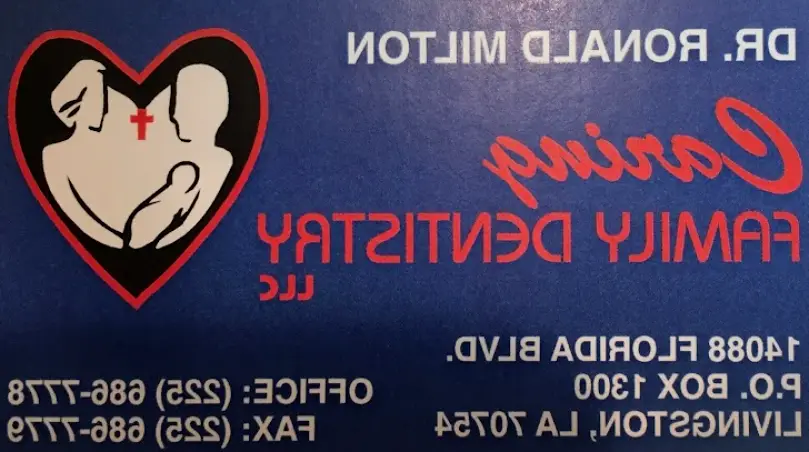 DR. RONALD MILTON
Caring
FAMILY DENTISTRY
LLC
14088 FLORIDA BLVD.
P.O. BOX 1300
LIVINGSTON, LA 70754
OFFICE: (225) 686-7778
FAX: (225) 686-7779